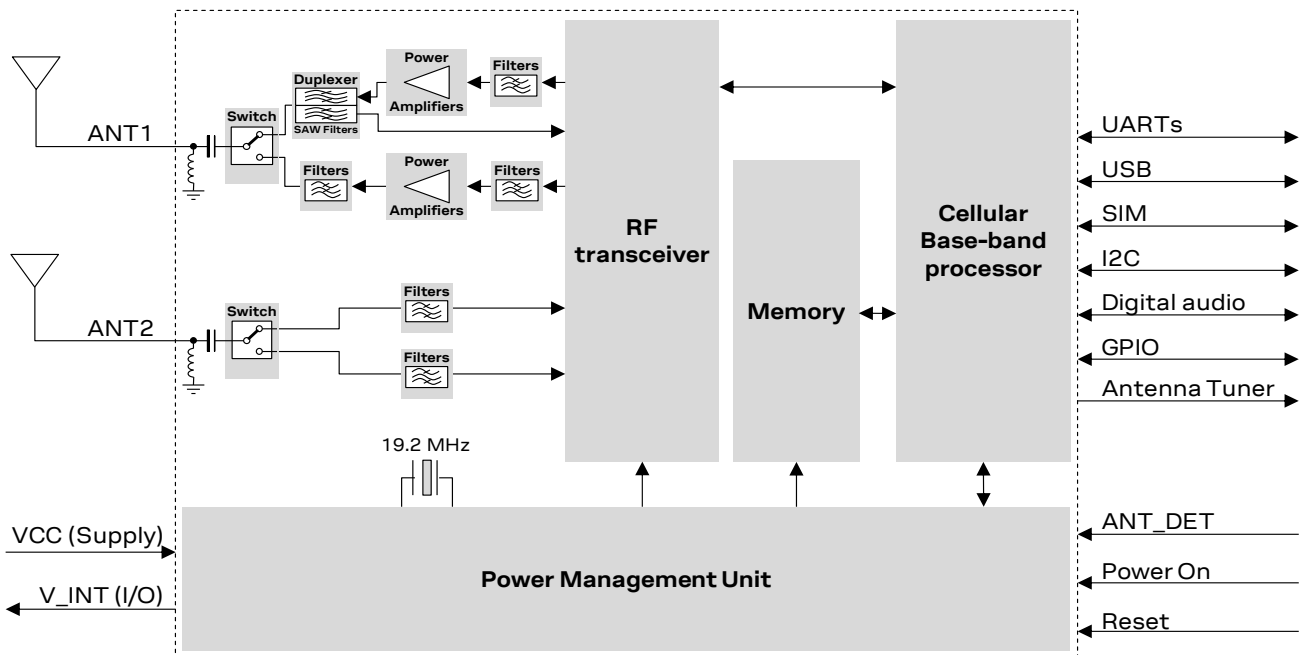 Power
Amplifiers
Filters
Duplexer
SAW Filters
Switch
ANT1
Filters
Power
Amplifiers
Filters
RF
transceiver
Memory
Cellular
Base-band
processor
UARTs
USB
SIM
I2C
Digital audio
GPIO
Antenna Tuner
ANT2
Switch
Filters
Filters
19.2 MHz
VCC (Supply)
V_INT (I/O)
Power Management Unit
ANT_DET
Power On
Reset